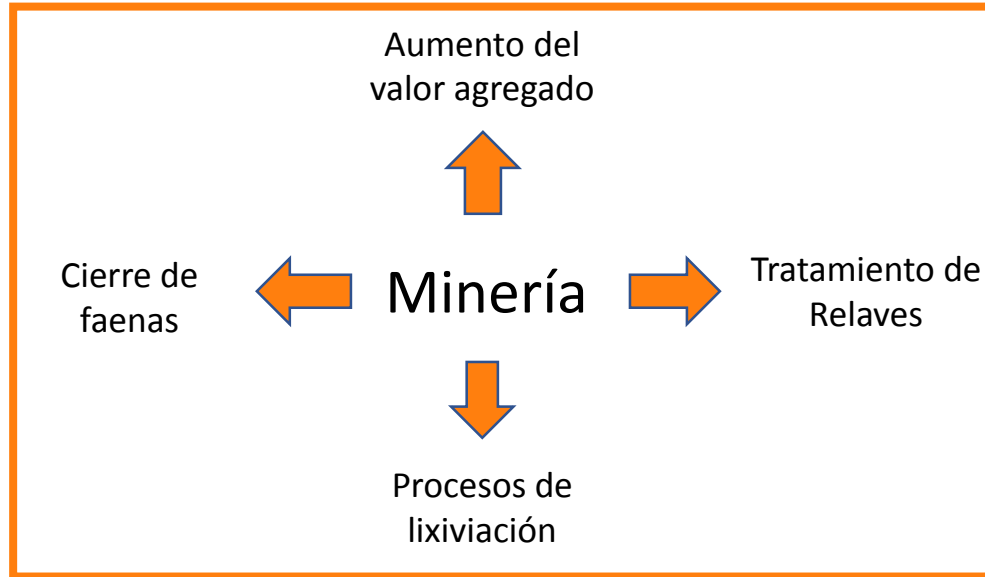 Aumento del
valor agregado
Cierre de
faenas
Minería
Tratamiento de
Relaves
Procesos de
lixiviación